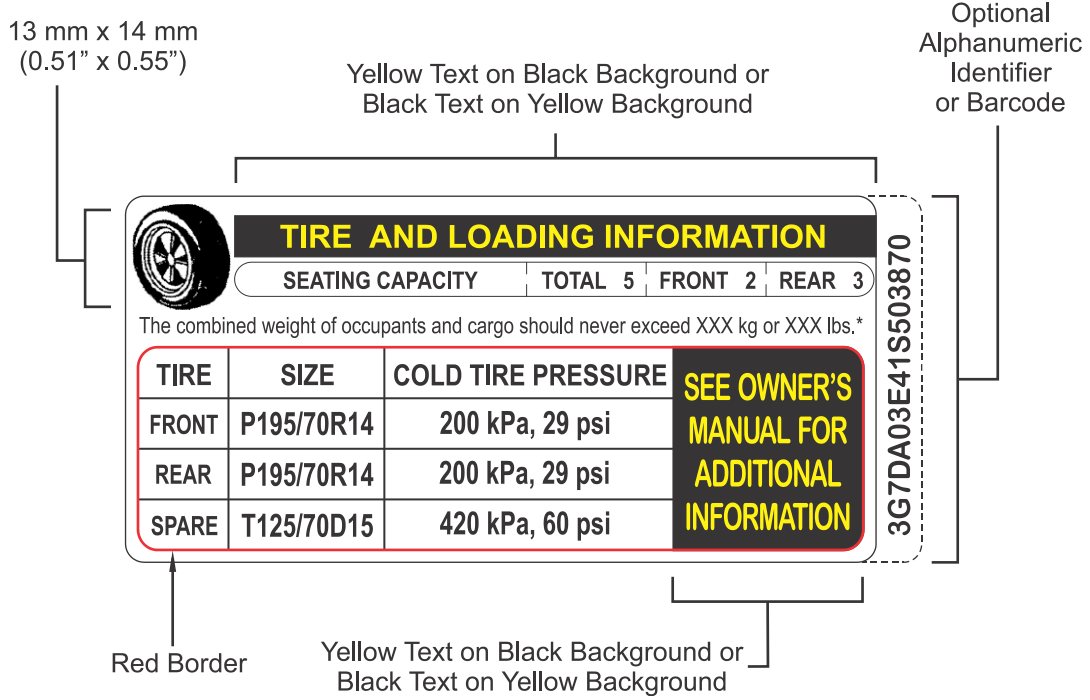 13 mm x 14 mm
(0.51” x 0.55”)
Yellow Text on Black Background or
Black Text on Yellow Background
Optional
Alphanumeric
Identifier
or Barcode
TIRE AND LOADING INFORMATION
SEATING CAPACITY TOTAL 5 FRONT 2 REAR 3
The combined weight of occupants and cargo should never exceed XXX kg or XXX lbs.*
TIRE SIZE COLD TIRE PRESSURE
FRONT P195/70R14 200 kPa, 29 psi
REAR P195/70R14 200 kPa, 29 psi
SPARE T125/70D15 420 kPa, 60 psi
SEE OWNER’S
MANUAL FOR
ADDITIONAL
INFORMATION
3G7DA03E41S503870
Red Border
Yellow Text on Black Background or
Black Text on Yellow Background